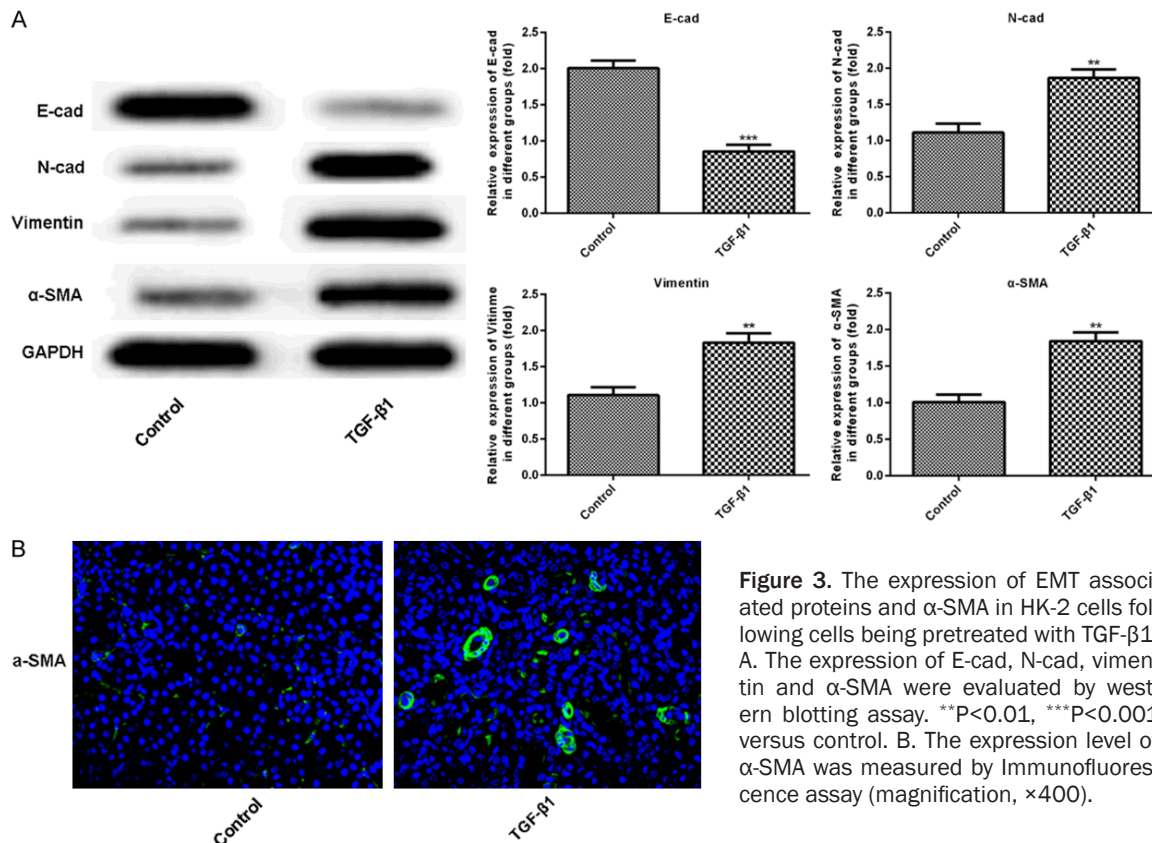 A
E-cad
N-cad
Vimentin
α-SMA
GAPDH
Control
TGF-β1
E-cad
Relative expression of E-cad
in different groups (fold)
2.5
2.0
1.5
1.0
0.5
0.0
***
Control
TGF-β1
N-cad
Relative expression of N-cad
in different groups (fold)
2.5
2.0
1.5
1.0
0.5
0.0
**
Control
TGF-β1
Vimentin
Relative expression of Vitinme
in different groups (fold)
2.5
2.0
1.5
1.0
0.5
0.0
**
Control
TGF-β1
α-SMA
Relative expression of α-SMA
in different groups (fold)
2.5
2.0
1.5
1.0
0.5
0.0
**
Control
TGF-β1
B
a-SMA
Control
TGF-β1
Figure 3. The expression of EMT associ-
ated proteins and α-SMA in HK-2 cells fol-
lowing cells being pretreated with TGF-β1
A. The expression of E-cad, N-cad, vimen-
tin and α-SMA were evaluated by west-
ern blotting assay. **P<0.01, ***P<0.001
versus control. B. The expression level o
α-SMA was measured by Immunofluores-
cence assay (magnification, ×400).